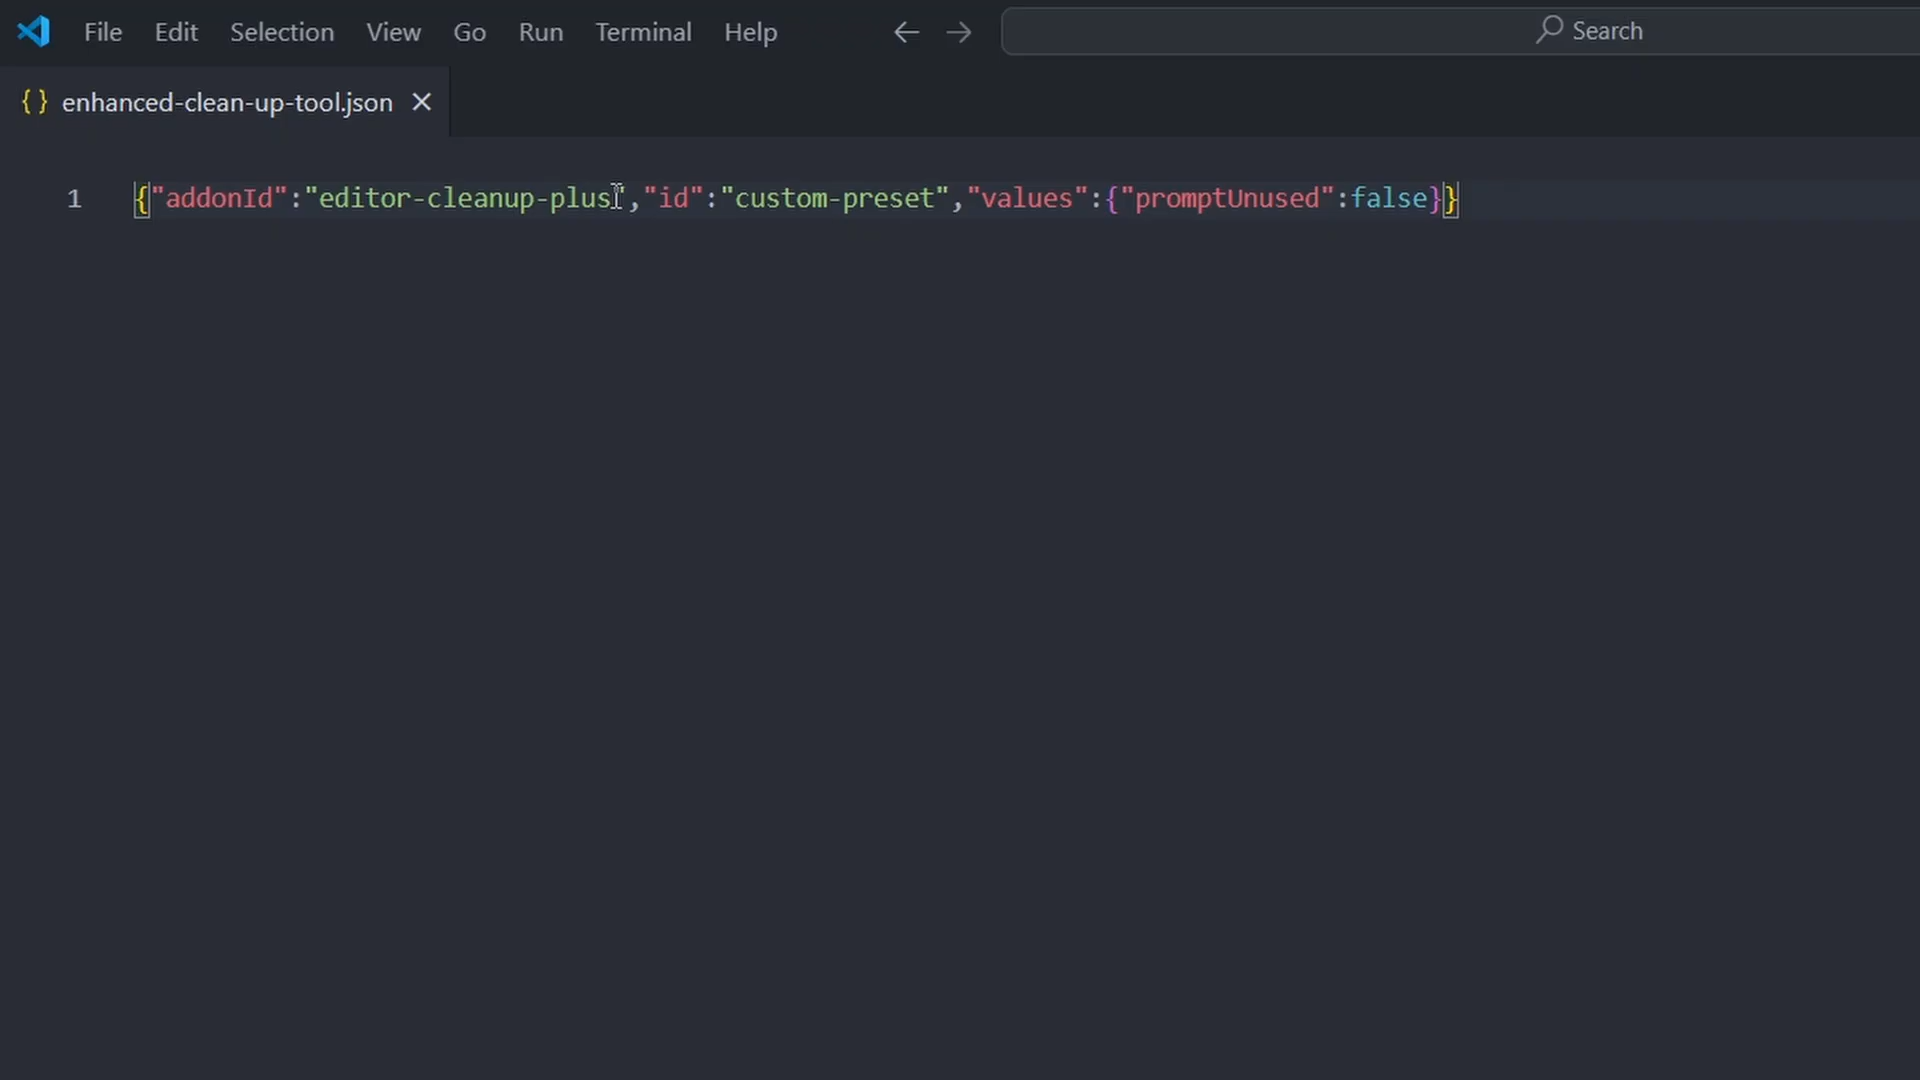 File Edit Selection View Go Run Terminal Help Search
{} enhanced-clean-up-tool.json
1 {"addonId":"editor-cleanup-plus","id":"custom-preset","values":{"promptUnused":false}}